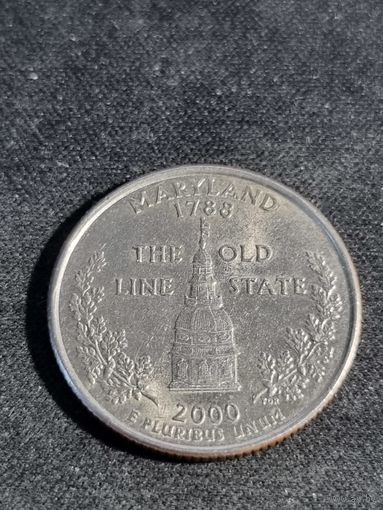 MARYLAND
1788
THE OLD
LINE STATE
2000
E PLURIBUS UNUM